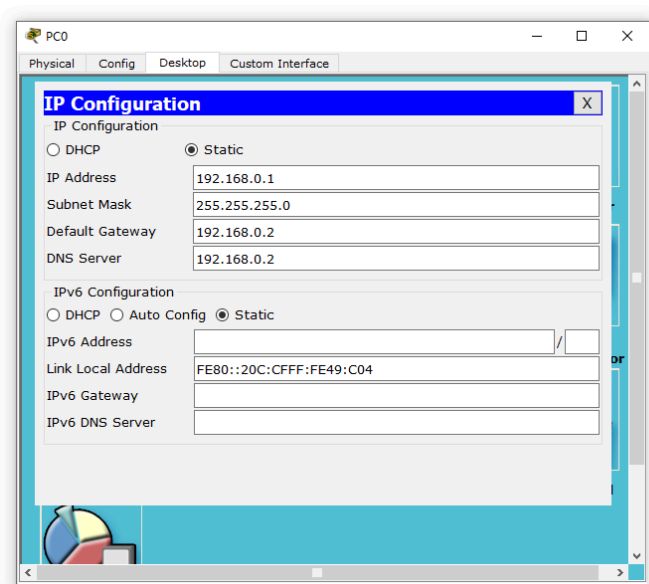 PC0
Physical Config Desktop Custom Interface
IP Configuration X
IP Configuration
DHCP Static
IP Address 192.168.0.1
Subnet Mask 255.255.255.0
Default Gateway 192.168.0.2
DNS Server 192.168.0.2
IPv6 Configuration
DHCP Auto Config Static
IPv6 Address /
Link Local Address FE80::20C:CFFF:FE49:C04
IPv6 Gateway
IPv6 DNS Server
or